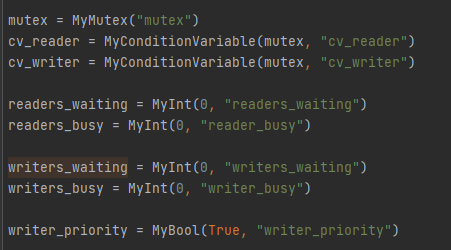 mutex = MyMutex("mutex")
cv_reader = MyConditionVariable(mutex, "cv_reader")
cv_writer = MyConditionVariable(mutex, "cv_writer")
readers_waiting = MyInt(0, "readers_waiting")
readers_busy = MyInt(0, "reader_busy")
writers_waiting = MyInt(0, "writers_waiting")
writers_busy = MyInt(0, "writer_busy")
writer_priority = MyBool(True, "writer_priority")